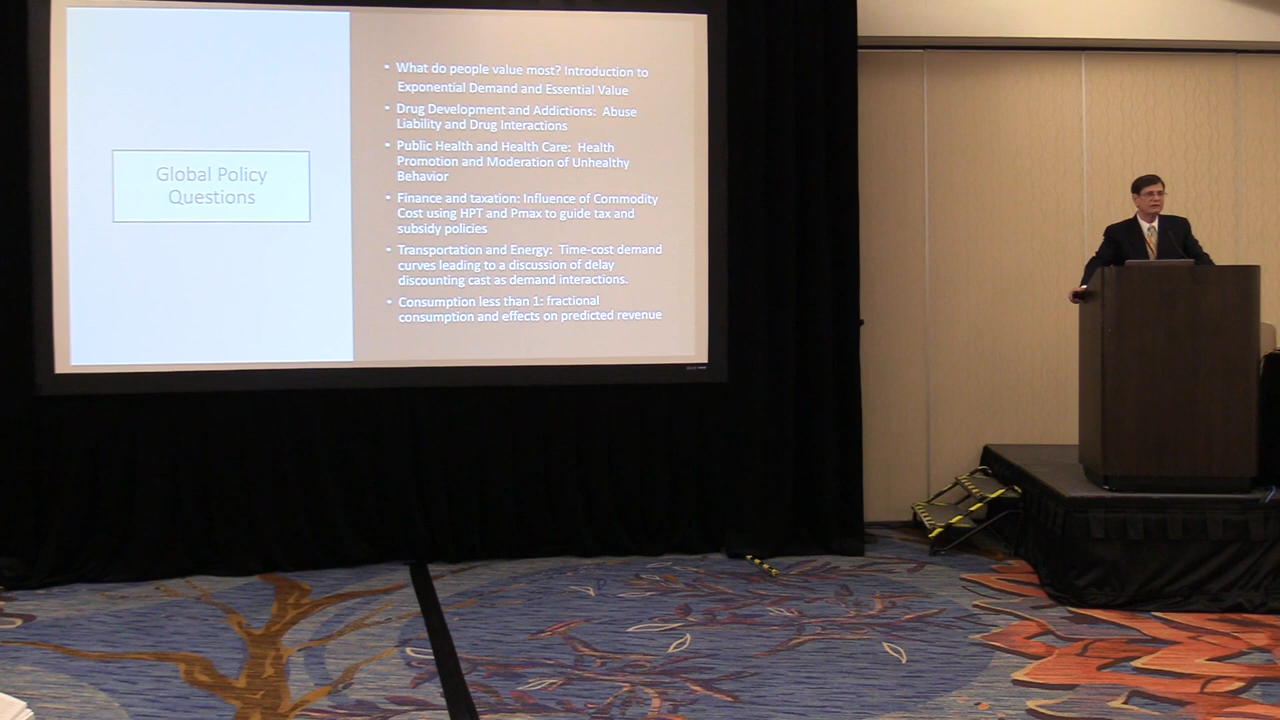 Global Policy
Questions
• What do people value most? Introduction to
Exponential Demand and Essential Value
• Drug Development and Addictions: Abuse
Liability and Drug Interactions
• Public Health and Health Care: Health
Promotion and Moderation of Unhealthy
Behavior
• Finance and taxation: Influence of Commodity
Cost using HPT and Pmax to guide tax and
subsidy policies
• Transportation and Energy: Time-cost demand
curves leading to a discussion of delay
discounting cast as demand interactions.
• Consumption less than 1: fractional
consumption and effects on predicted revenue